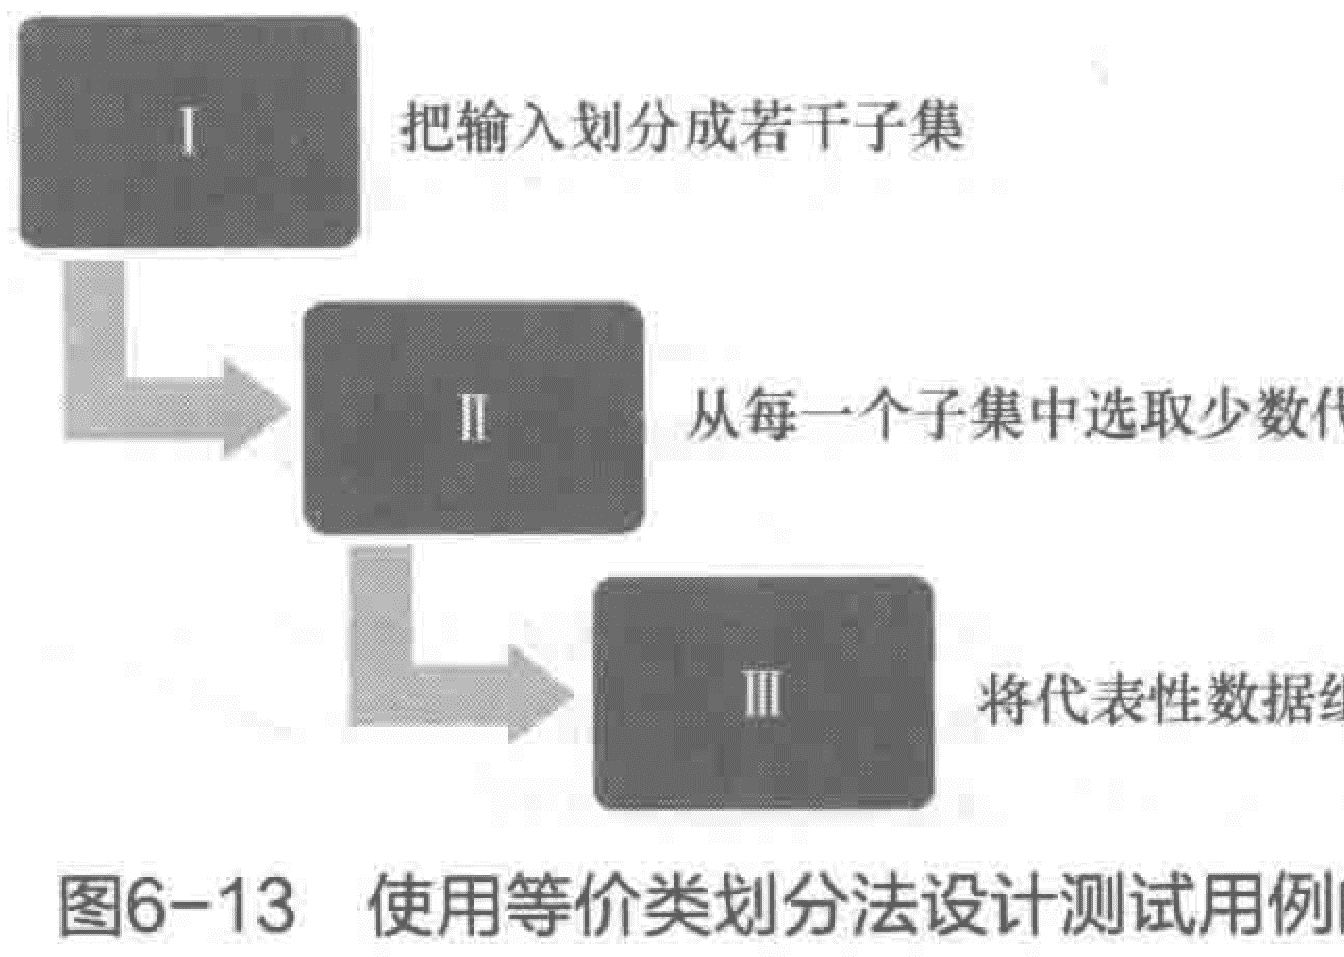 Ⅰ
把输入划分成若干子集
Ⅱ
从每一个子集中选取少数代
Ⅲ
将代表性数据组
图6-13 使用等价类划分法设计测试用例